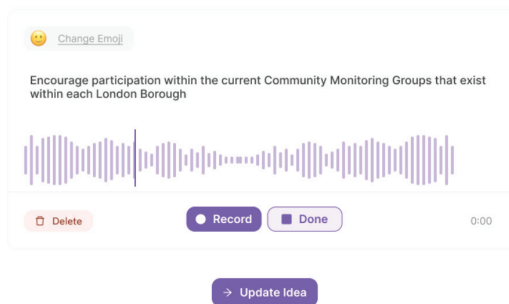 Change Emoji
Encourage participation within the current Community Monitoring Groups that exist
within each London Borough
Delete
Record
Done
0:00
Update Idea